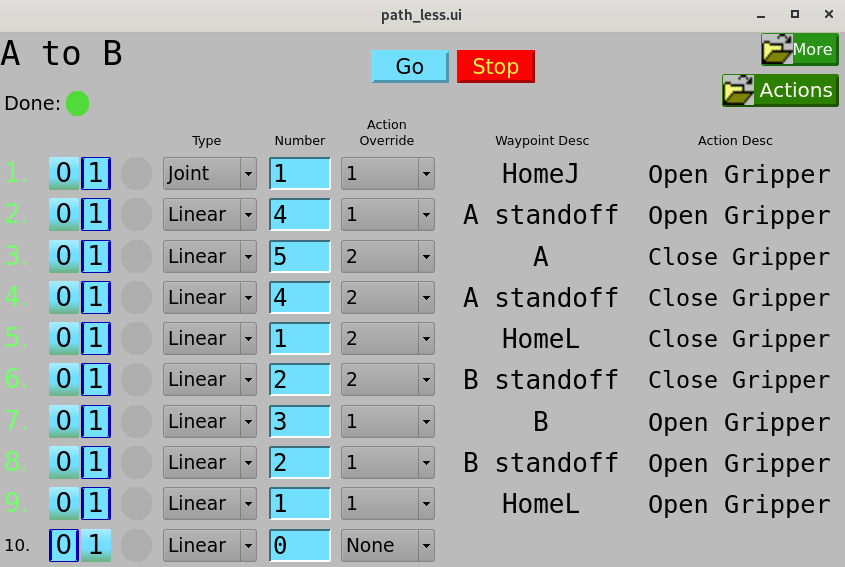 path_less.ui
A to B
Go Stop
More
Actions
Done:
Type Number Action Override Waypoint Desc Action Desc
1. 0 1 Joint 1 1 HomeJ Open Gripper
2. 0 1 Linear 4 1 A standoff Open Gripper
3. 0 1 Linear 5 2 A Close Gripper
4. 0 1 Linear 4 2 A standoff Close Gripper
5. 0 1 Linear 1 2 HomeL Close Gripper
6. 0 1 Linear 2 2 B standoff Close Gripper
7. 0 1 Linear 3 1 B Open Gripper
8. 0 1 Linear 2 1 B standoff Open Gripper
9. 0 1 Linear 1 1 HomeL Open Gripper
10. 0 1 Linear 0 None